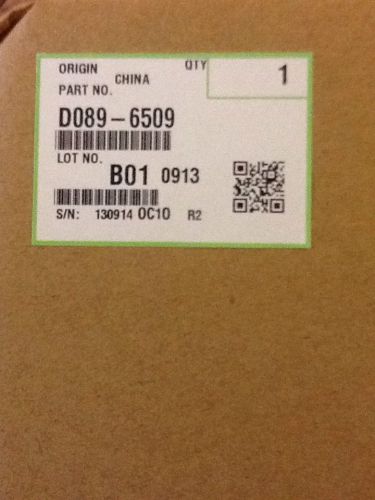 ORIGIN CHINA QTY 1
PART NO.
D089-6509
LOT NO.
B01 0913
S/N: 130914 0C10 R2